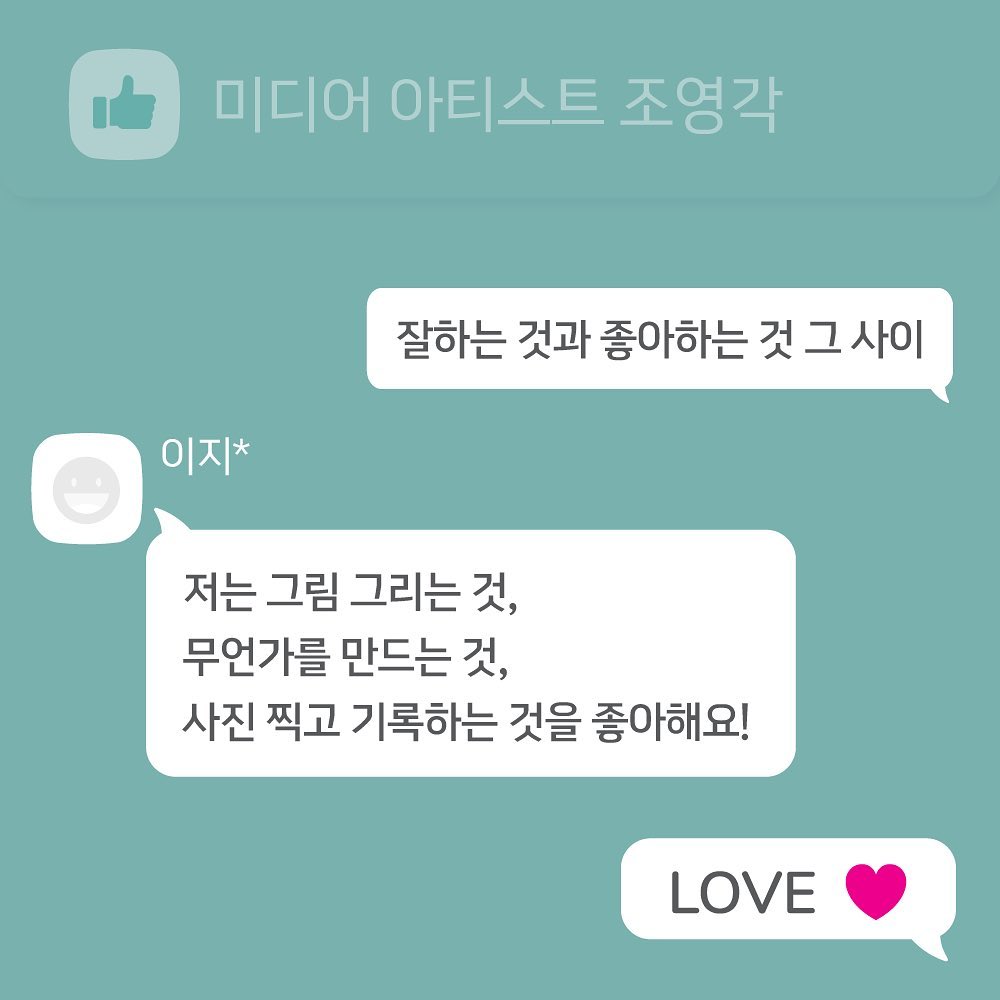 미디어 아티스트 조영각
잘하는 것과 좋아하는 것 그 사이
이지*
저는 그림 그리는 것,
무언가를 만드는 것,
사진 찍고 기록하는 것을 좋아해요!
LOVE